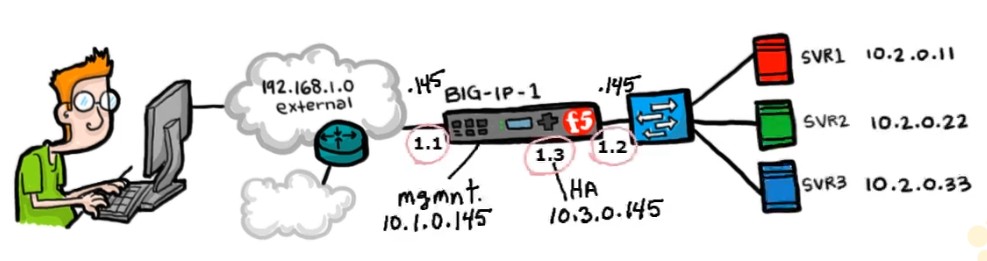 192.168.1.0
external
.145
BIG-IP-1
f5
.145
1.1
1.3
1.2
mgmnt.
10.1.0.145
HA
10.3.0.145
SVR1 10.2.0.11
SVR2 10.2.0.22
SVR3 10.2.0.33